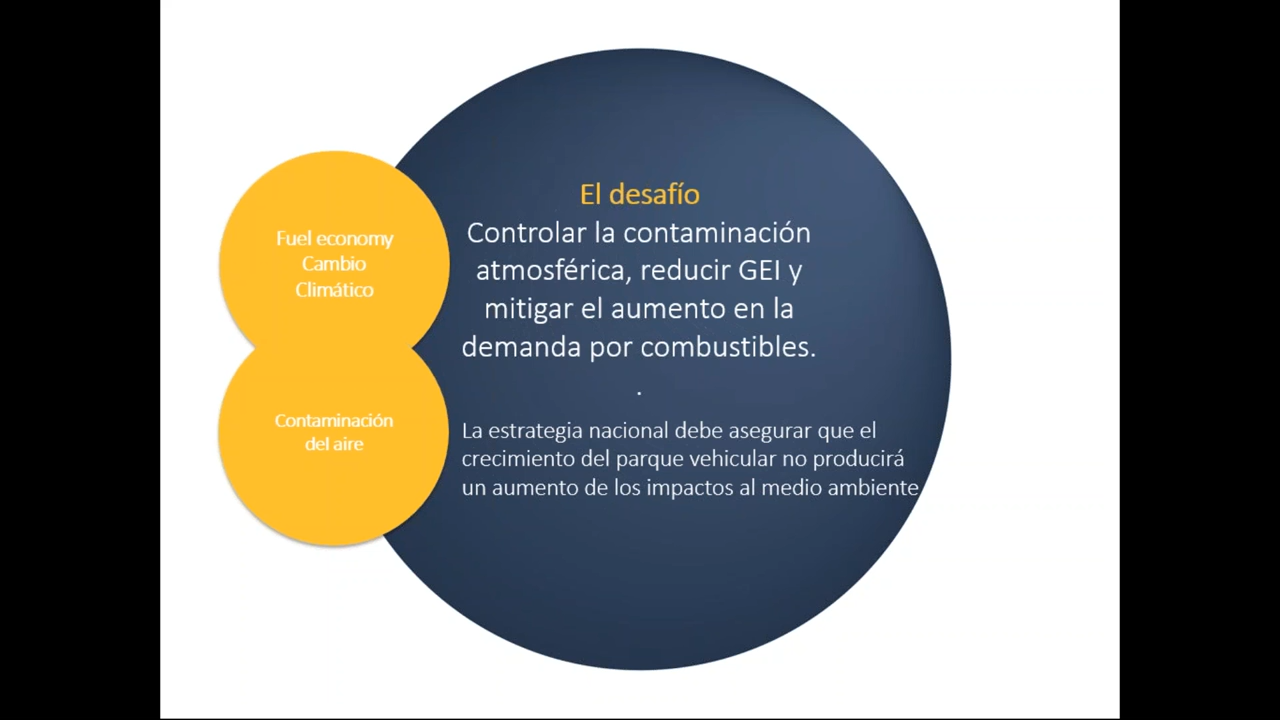 Fuel economy
Cambio
Climático
Contaminación
del aire
El desafío
Controlar la contaminación
atmosférica, reducir GEI y
mitigar el aumento en la
demanda por combustibles.
.
La estrategia nacional debe asegurar que el
crecimiento del parque vehicular no producirá
un aumento de los impactos al medio ambiente